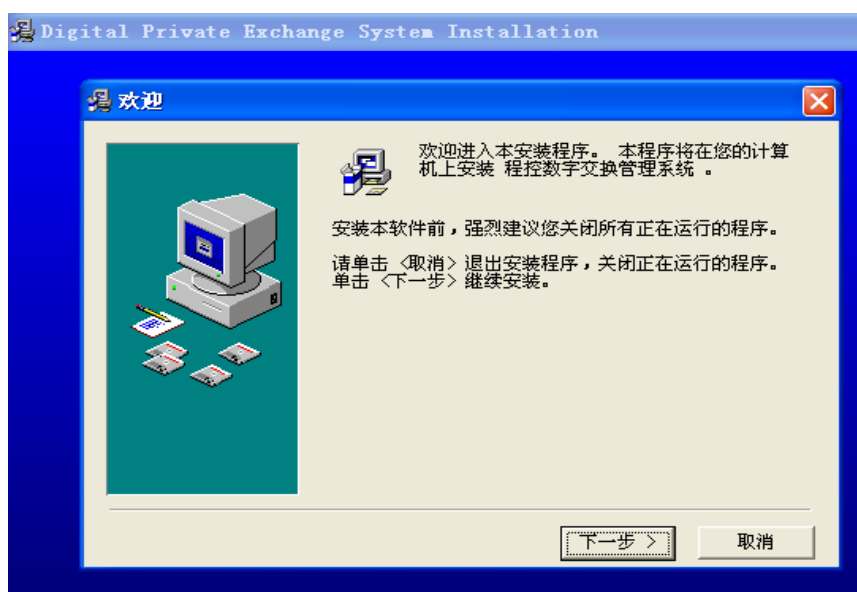 Digital Private Exchange System Installation
欢迎
欢迎进入本安装程序。 本程序将在您的计算
机上安装 程控数字交换管理系统 。
安装本软件前，强烈建议您关闭所有正在运行的程序。
请单击〈取消〉退出安装程序，关闭正在运行的程序。
单击〈下一步〉继续安装。
下一步 >
取消